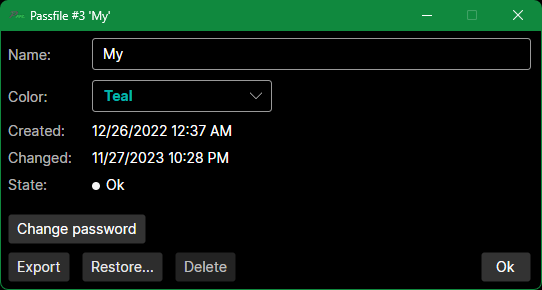 Passfile #3 'My'
Name: My
Color: Teal
Created: 12/26/2022 12:37 AM
Changed: 11/27/2023 10:28 PM
State: Ok
Change password
Export Restore... Delete Ok